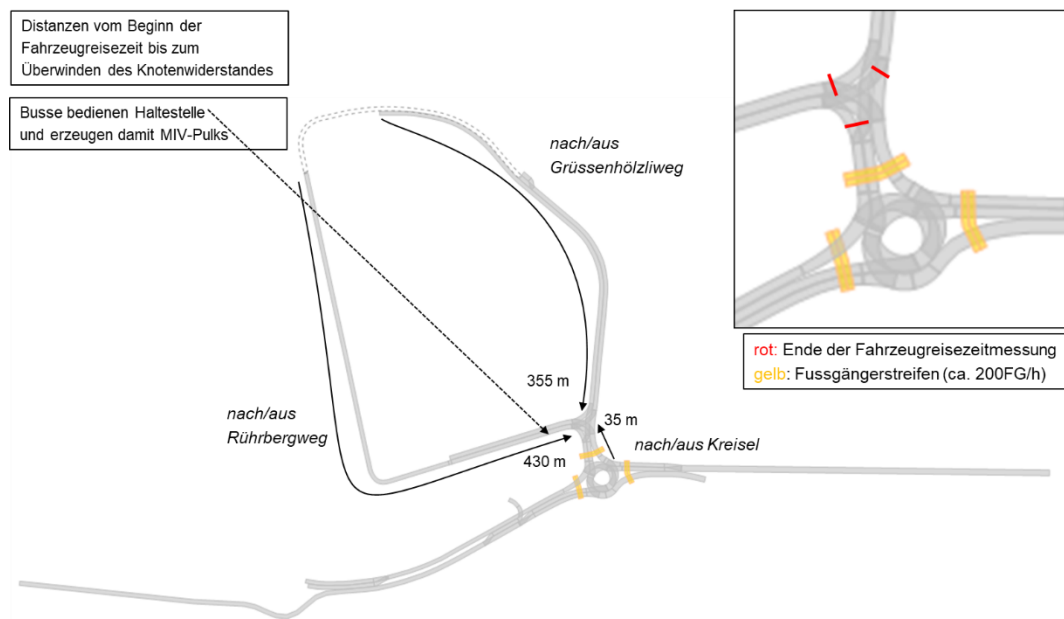 Distanzen vom Beginn der
Fahrzeugreisezeit bis zum
Überwinden des Knotenwiderstandes
Busse bedienen Haltestelle
und erzeugen damit MIV-Pulks
nach/aus
Grüssenhölzliweg
rot: Ende der Fahrzeugreisezeitmessung
gelb: Fussgängerstreifen (ca. 200FG/h)
355 m
nach/aus
Rührbergweg
35 m
nach/aus Kreisel
430 m